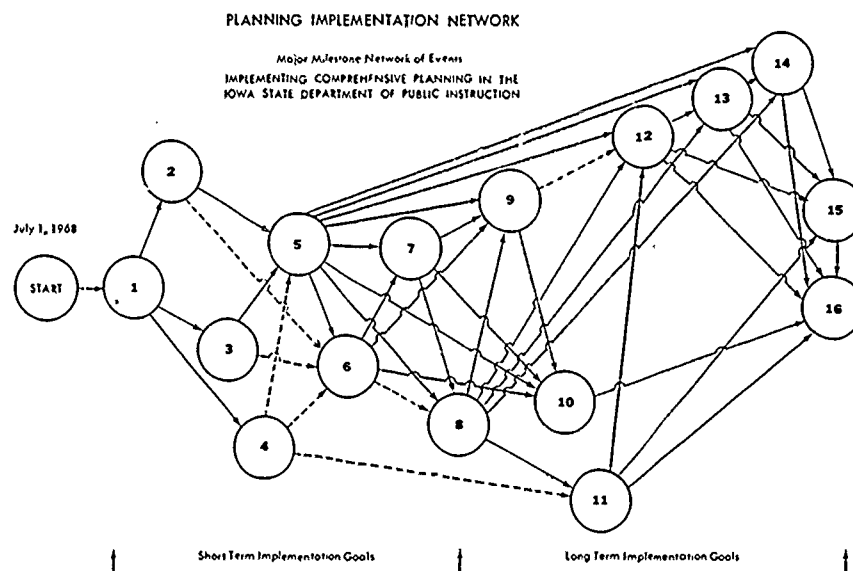 PLANNING IMPLEMENTATION NETWORK
Major Milestone Network of Events
IMPLEMENTING COMPREHENSIVE PLANNING IN THE
IOWA STATE DEPARTMENT OF PUBLIC INSTRUCTION
14
13
12
2
9
15
July 1, 1968
5
7
START
1
16
3
6
10
8
4
11
Short Term Implementation Goals
Long Term Implementation Goals